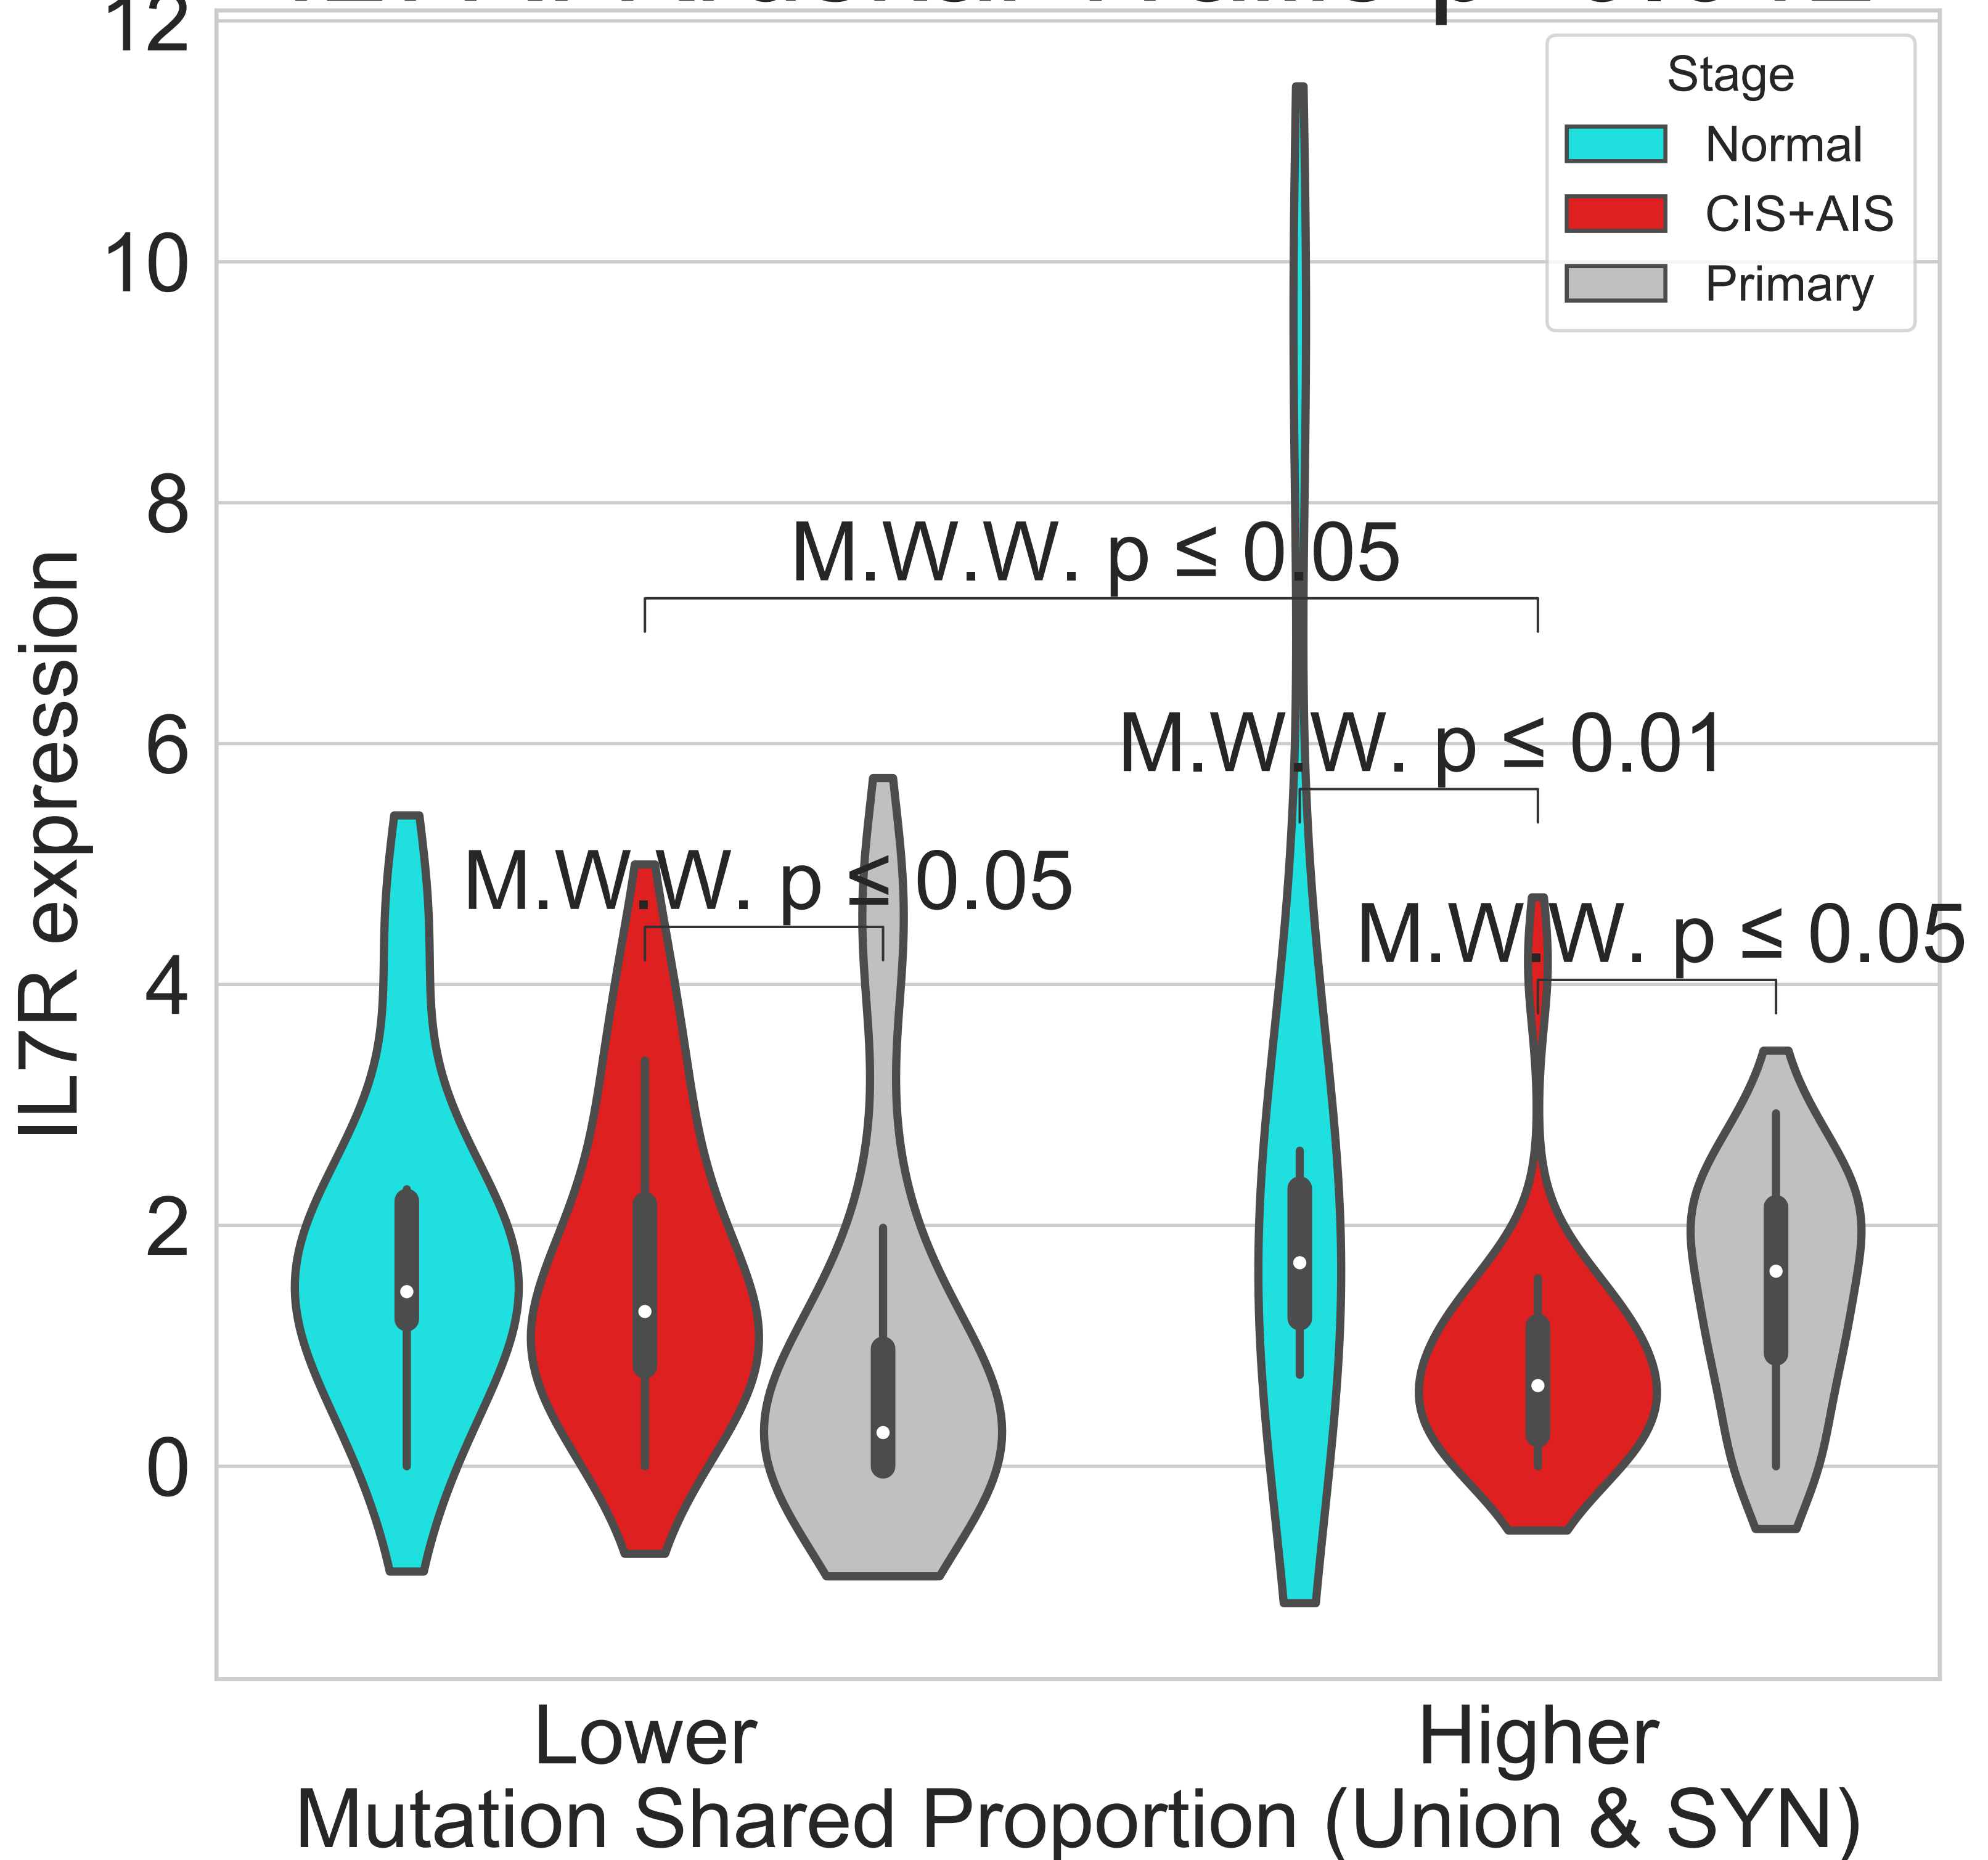 12
10
8
6
4
2
0
IL7R expression
Stage
Normal
CIS+AIS
Primary
M.W.W. p ≤ 0.05
M.W.W. p ≤ 0.01
M.W.W. p ≤ 0.05
M.W.W. p ≤ 0.05
Lower
Higher
Mutation Shared Proportion (Union & SYN)